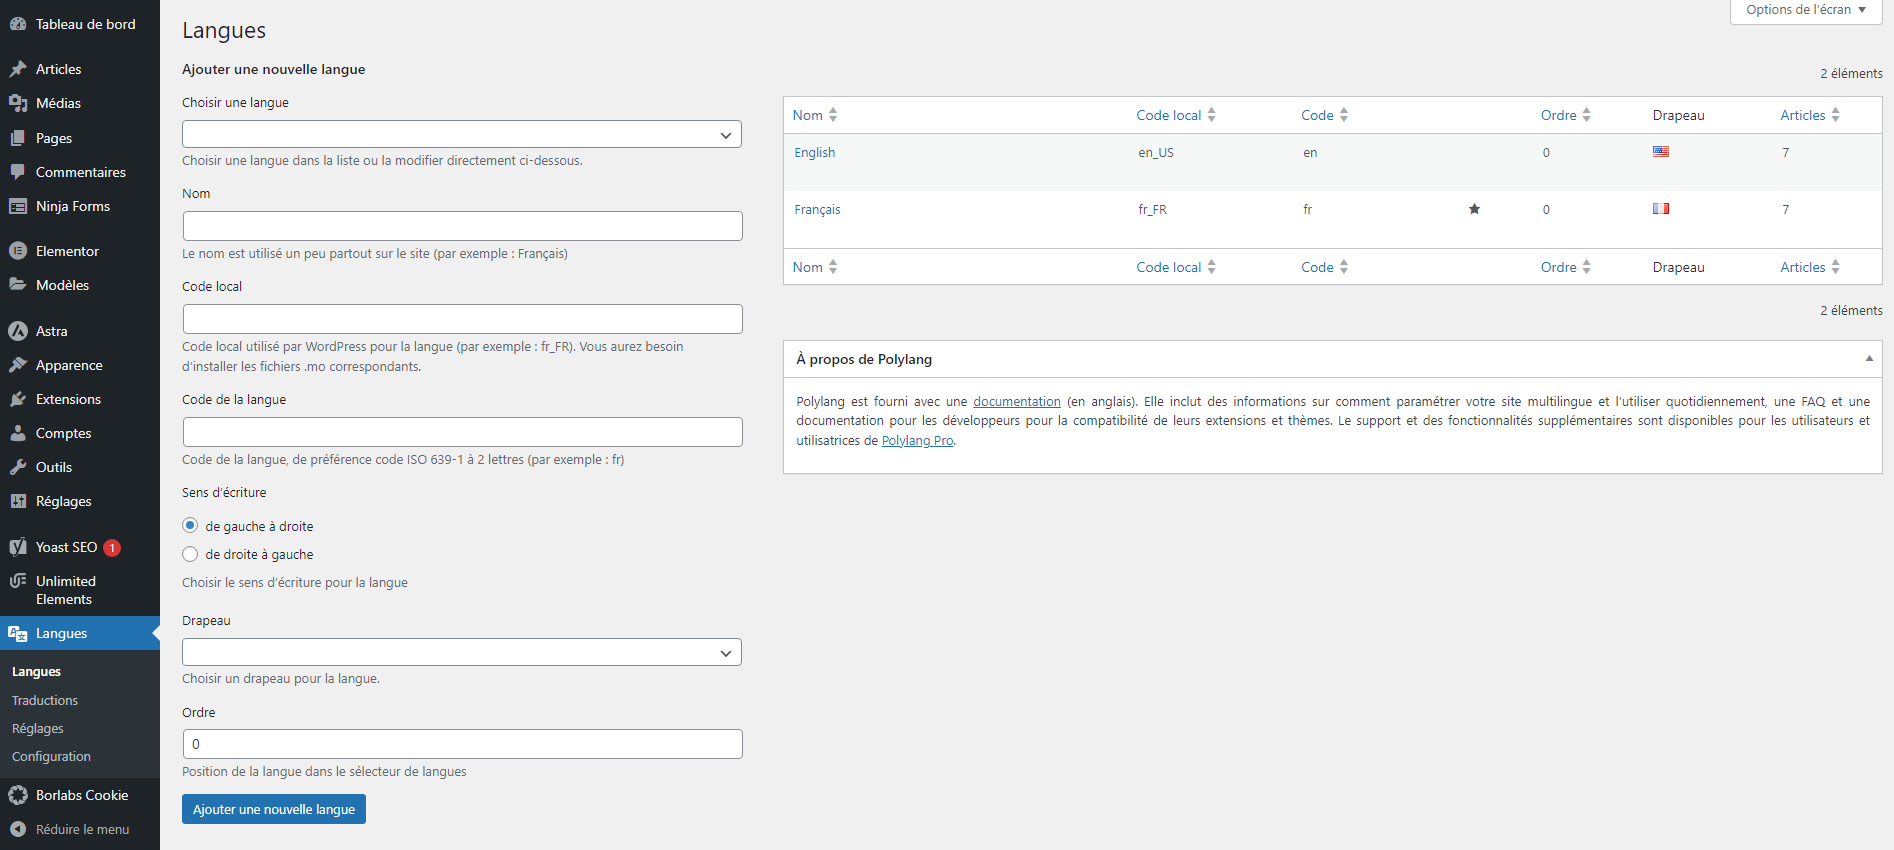 Tableau de bord
Articles
Médias
Pages
Commentaires
Ninja Forms
Elementor
Modèles
Astra
Apparence
Extensions
Comptes
Outils
Réglages
Yoast SEO 1
Unlimited
Elements
Langues
Langues
Traductions
Réglages
Configuration
Borlabs Cookie
Réduire le menu
Options de l'écran
Langues
Ajouter une nouvelle langue
Choisir une langue
Choisir une langue dans la liste ou la modifier directement ci-dessous.
Nom
Le nom est utilisé un peu partout sur le site (par exemple : Français)
Code local
Code local utilisé par WordPress pour la langue (par exemple : fr_FR). Vous aurez besoin
d'installer les fichiers .mo correspondants.
Code de la langue
Code de la langue, de préférence code ISO 639-1 à 2 lettres (par exemple : fr)
Sens d'écriture
de gauche à droite
de droite à gauche
Choisir le sens d'écriture pour la langue
Drapeau
Choisir un drapeau pour la langue.
Ordre
0
Position de la langue dans le sélecteur de langues
Ajouter une nouvelle langue
2 éléments
Nom Code local Code Ordre Drapeau Articles
English en_US en 0 7
Français fr_FR fr 0 7
Nom Code local Code Ordre Drapeau Articles
2 éléments
À propos de Polylang
Polylang est fourni avec une documentation (en anglais). Elle inclut des informations sur comment paramétrer votre site multilingue et l'utiliser quotidiennement, une FAQ et une
documentation pour les développeurs pour la compatibilité de leurs extensions et thèmes. Le support et des fonctionnalités supplémentaires sont disponibles pour les utilisateurs et
utilisatrices de Polylang Pro.